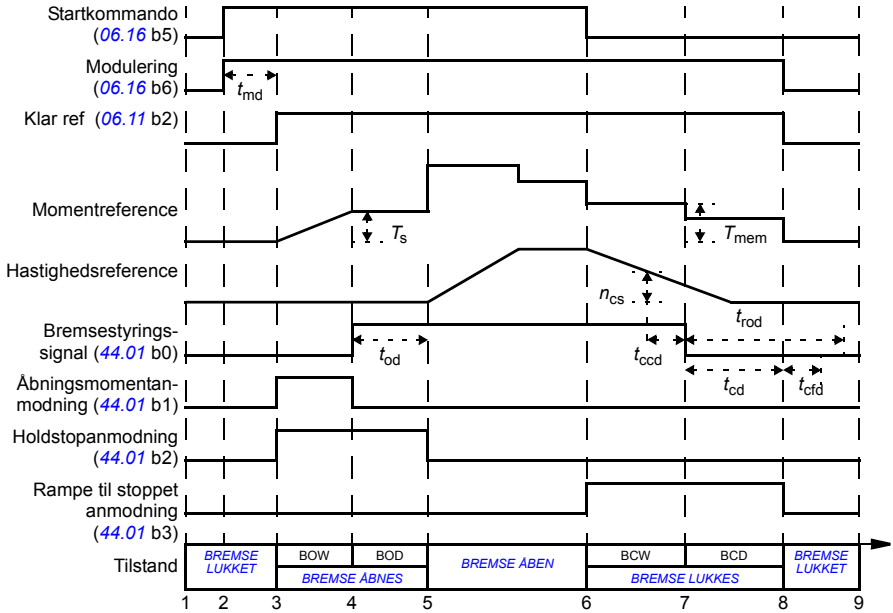 Startkommando
(06.16 b5)
Modulering
(06.16 b6)
tmd
Klar ref (06.11 b2)
Momentreference
Ts
Tmem
Hastighedsreference
ncs
trod
Bremsestyrings-
signal (44.01 b0)
tod
tccd
tcd
tcfd
Åbningsmomentan-
modning (44.01 b1)
Holdstopanmodning
(44.01 b2)
Rampe til stoppet
anmodning
(44.01 b3)
Tilstand
BREMSE
LUKKET
BOW
BOD
BREMSE ÅBNES
BREMSE ÅBEN
BCW
BCD
BREMSE LUKKES
BREMSE
LUKKET
1 2 3 4 5 6 7 8 9